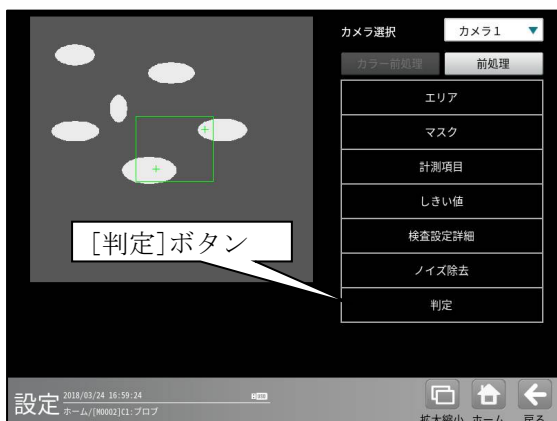 カメラ選択
カメラ1
カラー前処理
前処理
エリア
マスク
計測項目
しきい値
検査設定詳細
ノイズ除去
判定
[判定]ボタン
設定
2018/03/24 16:59:24
ホーム/[M0002]C1:ブロブ
拡大縮小
ホーム
戻る